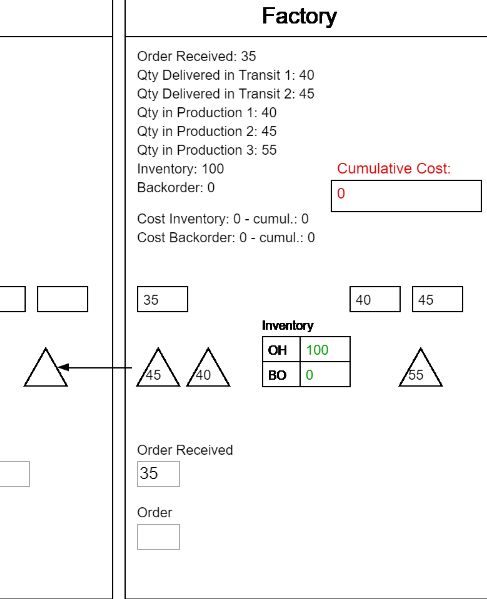 Factory
Order Received: 35
Qty Delivered in Transit 1: 40
Qty Delivered in Transit 2: 45
Qty in Production 1: 40
Qty in Production 2: 45
Qty in Production 3: 55
Inventory: 100
Backorder: 0
Cumulative Cost:
0
Cost Inventory: 0 - cumul.: 0
Cost Backorder: 0 - cumul.: 0
35
40
45
Inventory
OH 100
BO 0
45
40
55
Order Received
35
Order